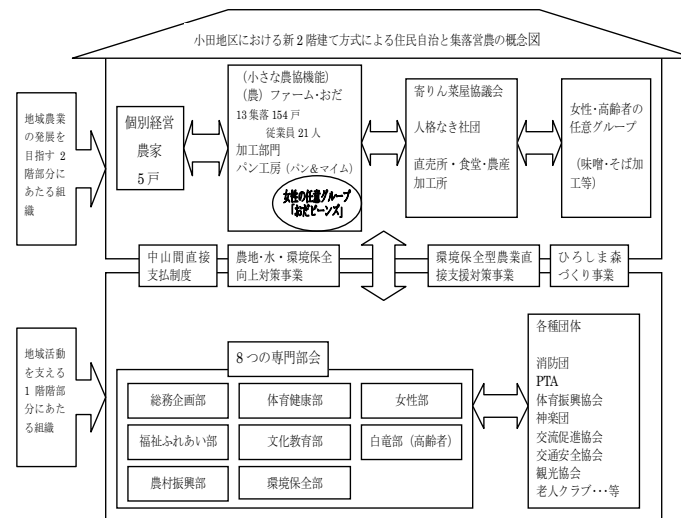 小田地区における新2階建て方式による住民自治と集落営農の概念図
地域農業
の発展を
目指す 2
階部分に
あたる組
織
個別経営
農家
5戸
(小さな農協機能)
(農)ファーム・おだ
13集落 154戸
従業員 21人
加工部門
パン工房(パン&マイム)
女性の任意グループ
「おだビーンズ」
寄りん菜屋協議会
人格なき社団
直売所・食堂・農産
加工所
女性・高齢者の
任意グループ
(味噌・そば加
工等)
中山間直接
支払制度
農地・水・環境保全
向上対策事業
環境保全型農業直
接支援対策事業
ひろしま森
づくり事業
地域活動
を支える
1 階階部
分にあた
る組織
8つの専門部会
総務企画部
体育健康部
女性部
福祉ふれあい部
文化教育部
白竜部(高齢者)
農村振興部
環境保全部
各種団体
消防団
PTA
体育振興協会
神楽団
交流促進協会
交通安全協会
観光協会
老人クラブ・・・等